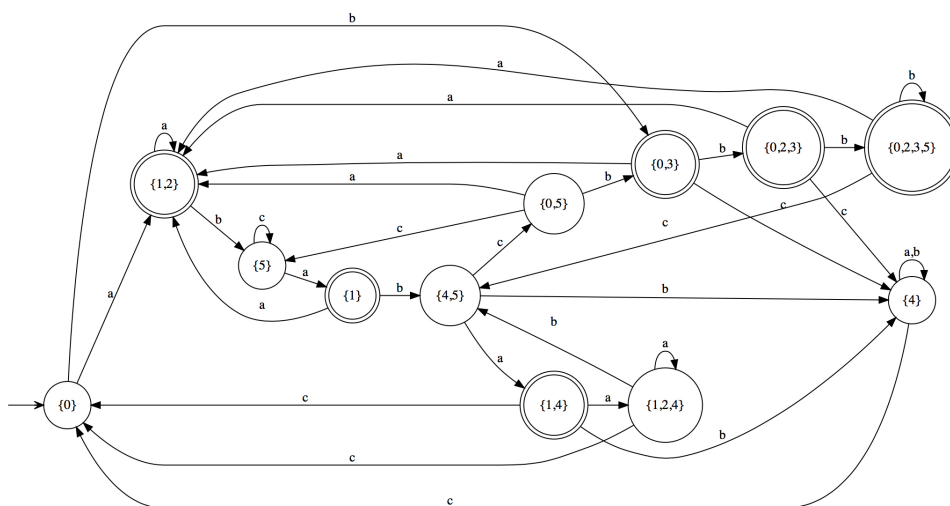 b
a
b
a
b
a
{0,2,3}
b
{0,2,3,5}
a
{0,3}
b
{1,2}
a
b
{0,5}
c
c
c
b
c
c
a,b
{5}
a
c
a
{1}
b
{4,5}
b
{4}
a
b
a
a
{0}
c
{1,4}
a
{1,2,4}
b
c
c